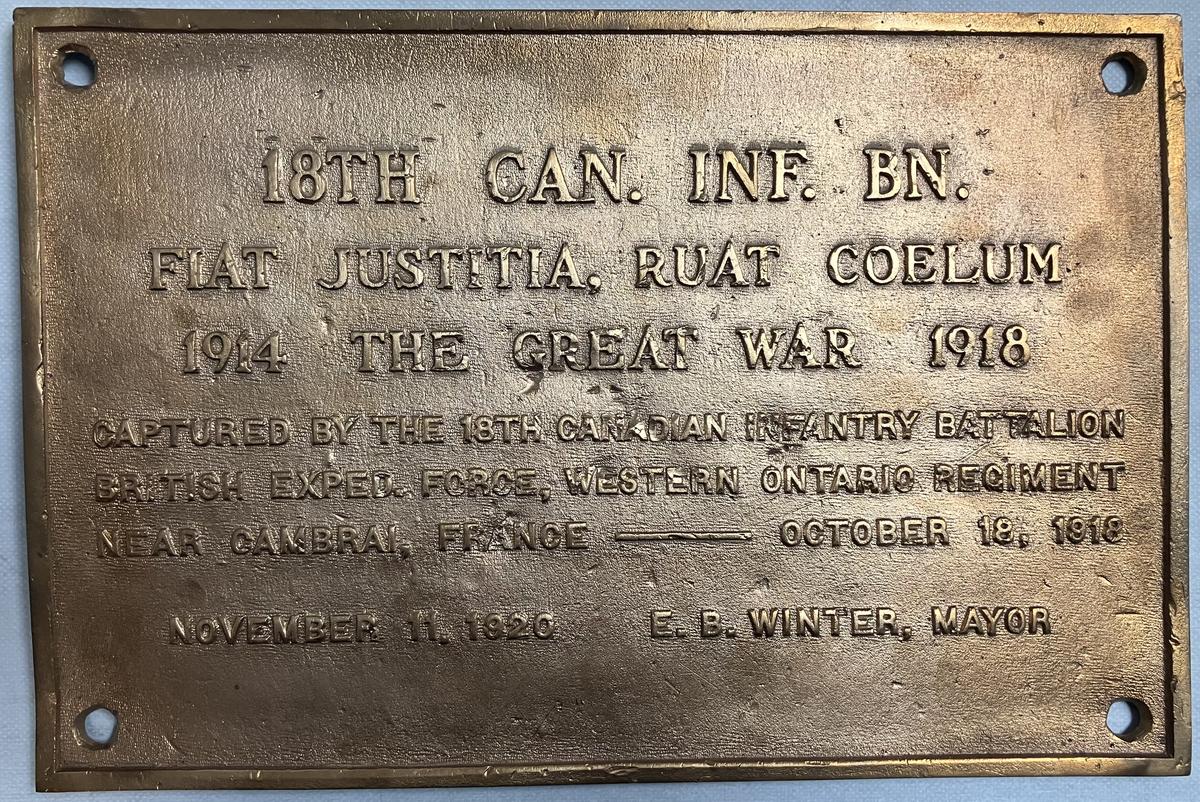 18TH CAN. INF. BN.
FIAT JUSTITIA, RUAT COELUM
1914 THE GREAT WAR 1918
CAPTURED BY THE 18TH CANADIAN INFANTRY BATTALION
BRITISH EXPED. FORCE, WESTERN ONTARIO REGIMENT
NEAR CAMBRAI, FRANCE — OCTOBER 18, 1918
NOVEMBER 11, 1920 E. B. WINTER, MAYOR